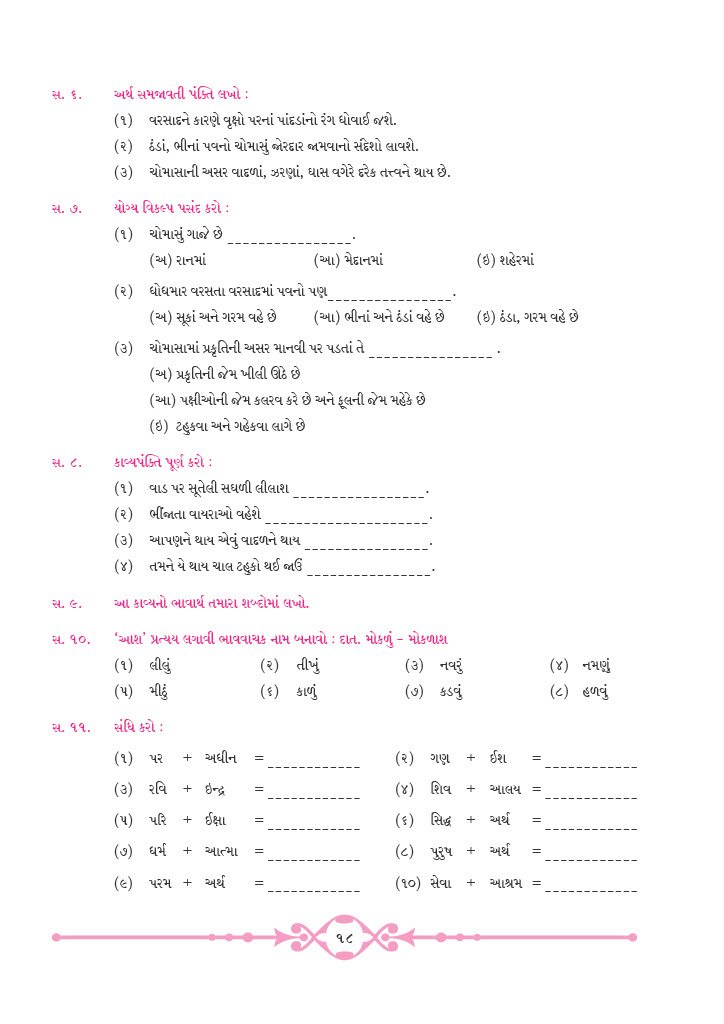 સ. ૬. અર્થ સમજાવતી પંક્તિ લખો :
(૧) વરસાદને કારણે વૃક્ષો પરનાં પાંદડાંનો રંગ ધોવાઈ જશે.
(૨) ઠંડાં, ભીનાં પવનો ચોમાસું જોરદાર જામવાનો સંદેશો લાવશે.
(૩) ચોમાસાની અસર વાદળાં, ઝરણાં, ઘાસ વગેરે દરેક તત્ત્વને થાય છે.
સ. ૭. યોગ્ય વિકલ્પ પસંદ કરો :
(૧) ચોમાસું ગાજે છે ________________.
(અ) રાનમાં (આ) મેદાનમાં (ઇ) શહેરમાં
(૨) ધોધમાર વરસતા વરસાદમાં પવનો પણ________________.
(અ) સૂકાં અને ગરમ વહે છે (આ) ભીનાં અને ઠંડાં વહે છે (ઇ) ઠંડા, ગરમ વહે છે
(૩) ચોમાસામાં પ્રકૃતિની અસર માનવી પર પડતાં તે ________________ .
(અ) પ્રકૃતિની જેમ ખીલી ઊઠે છે
(આ) પક્ષીઓની જેમ કલરવ કરે છે અને ફૂલની જેમ મહેંકે છે
(ઇ) ટહુકવા અને ગહેકવા લાગે છે
સ. ૮. કાવ્યપંક્તિ પૂર્ણ કરો :
(૧) વાડ પર સૂતેલી સઘળી લીલાશ _________________.
(૨) ભીંજાતા વાયરાઓ વહેશે _____________________.
(૩) આપણને થાય એવું વાદળને થાય ________________.
(૪) તમને યે થાય ચાલ ટહુકો થઈ જાઉં ________________.
સ. ૯. આ કાવ્યનો ભાવાર્થ તમારા શબ્દોમાં લખો.
સ. ૧૦. ‘આશ’ પ્રત્યય લગાવી ભાવવાચક નામ બનાવો : દાત. મોકળું - મોકળાશ
(૧) લીલું (૨) તીખું (૩) નવરું (૪) નમણું
(૫) મીઠું (૬) કાળું (૭) કડવું (૮) હળવું
સ. ૧૧. સંધિ કરો :
(૧) પર + અધીન = ____________ (૨) ગણ + ઈશ = ____________
(૩) રવિ + ઇન્દ્ર = ____________ (૪) શિવ + આલય = ____________
(૫) પરિ + ઈક્ષા = ____________ (૬) સિદ્ધ + અર્થ = ____________
(૭) ધર્મ + આત્મા = ____________ (૮) પુરુષ + અર્થ = ____________
(૯) પરમ + અર્થ = ____________ (૧૦) સેવા + આશ્રમ = ____________
૧૮